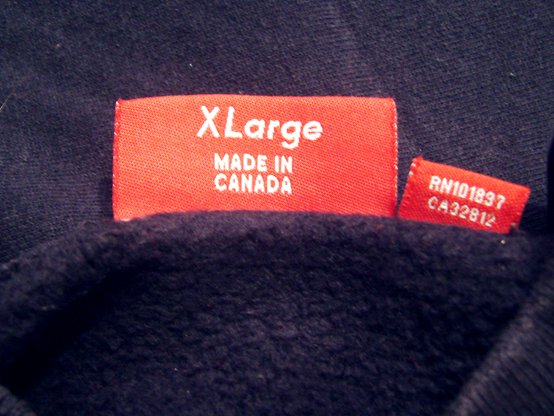 XLarge
MADE IN
CANADA
RN101837
CA32812